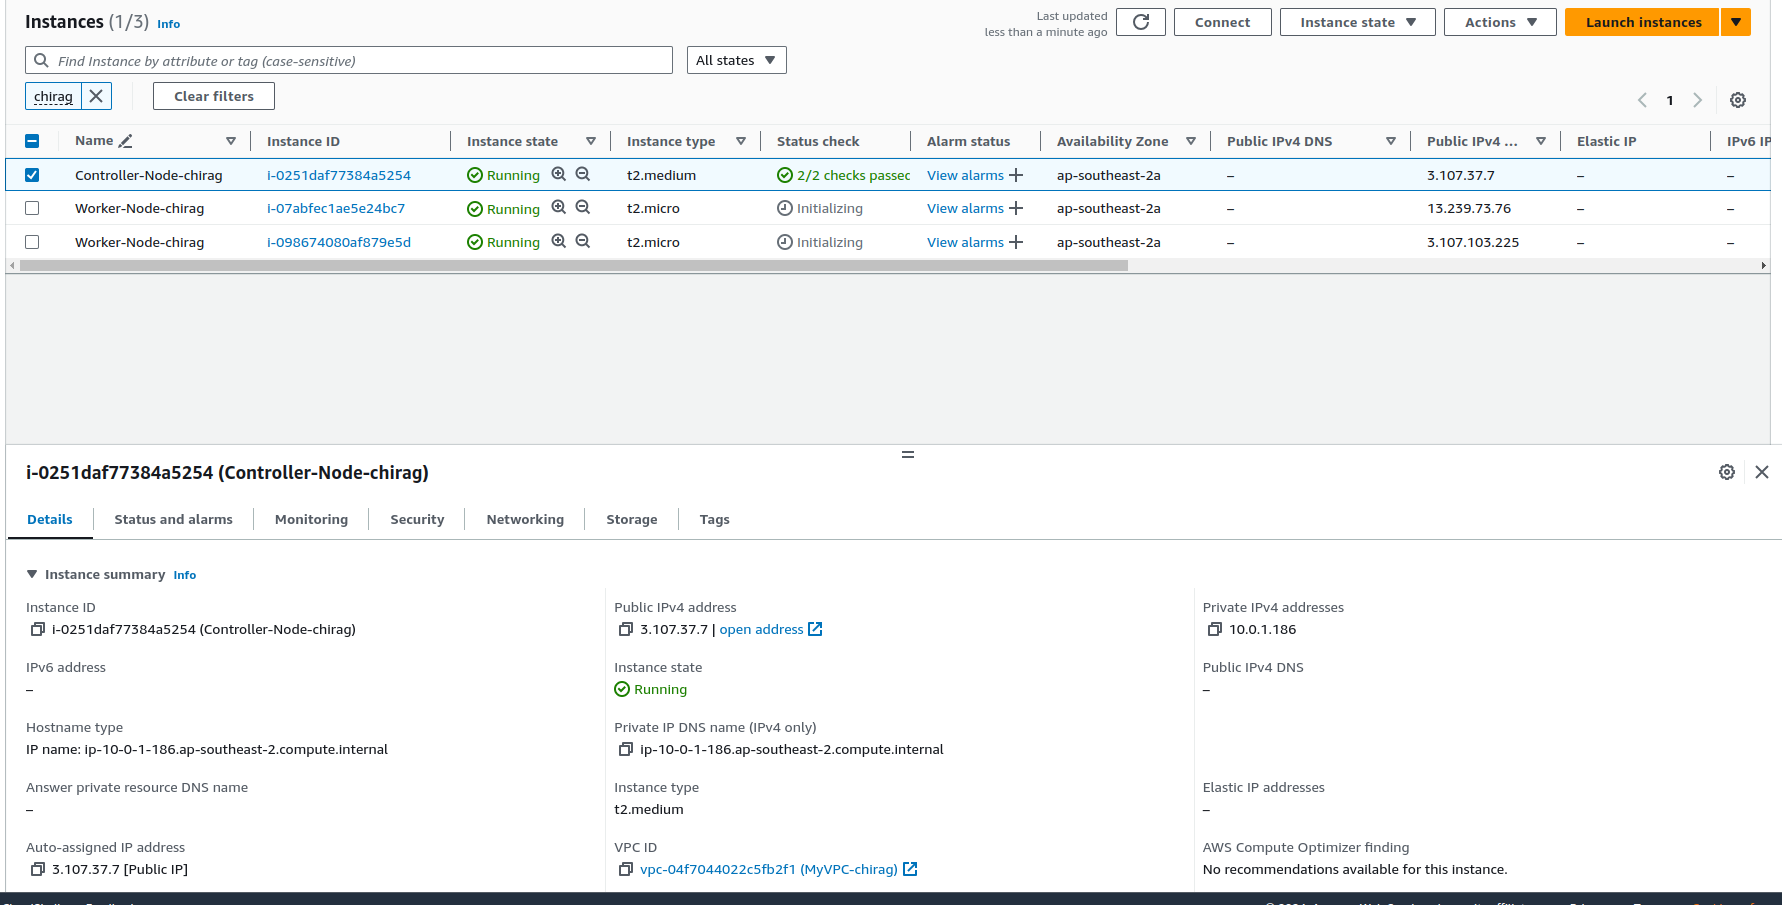 Instances (1/3) Info
Last updated
less than a minute ago
Connect
Instance state
Actions
Launch instances
Find Instance by attribute or tag (case-sensitive)
All states
chirag
Clear filters
1
Name Instance ID Instance state Instance type Status check Alarm status Availability Zone Public IPv4 DNS Public IPv4 ... Elastic IP IPv6 IP
Controller-Node-chirag i-0251daf77384a5254 Running t2.medium 2/2 checks passec View alarms + ap-southeast-2a – 3.107.37.7 – –
Worker-Node-chirag i-07abfec1ae5e24bc7 Running t2.micro Initializing View alarms + ap-southeast-2a – 13.239.73.76 – –
Worker-Node-chirag i-098674080af879e5d Running t2.micro Initializing View alarms + ap-southeast-2a – 3.107.103.225 – –
i-0251daf77384a5254 (Controller-Node-chirag)
Details Status and alarms Monitoring Security Networking Storage Tags
Instance summary Info
Instance ID
i-0251daf77384a5254 (Controller-Node-chirag)
Public IPv4 address
3.107.37.7 | open address
Private IPv4 addresses
10.0.1.186
IPv6 address
–
Instance state
Running
Public IPv4 DNS
–
Hostname type
IP name: ip-10-0-1-186.ap-southeast-2.compute.internal
Private IP DNS name (IPv4 only)
ip-10-0-1-186.ap-southeast-2.compute.internal
Answer private resource DNS name
–
Instance type
t2.medium
Elastic IP addresses
–
Auto-assigned IP address
3.107.37.7 [Public IP]
VPC ID
vpc-04f7044022c5fb2f1 (MyVPC-chirag)
AWS Compute Optimizer finding
No recommendations available for this instance.